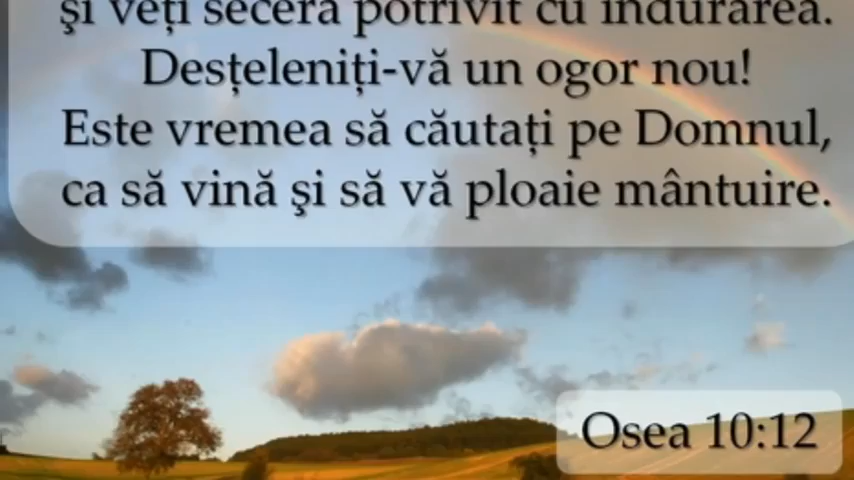 şi veţi secera potrivit cu îndurarea.
Desţeleniţi-vă un ogor nou!
Este vremea să căutaţi pe Domnul,
ca să vină şi să vă ploaie mântuire.
Osea 10:12